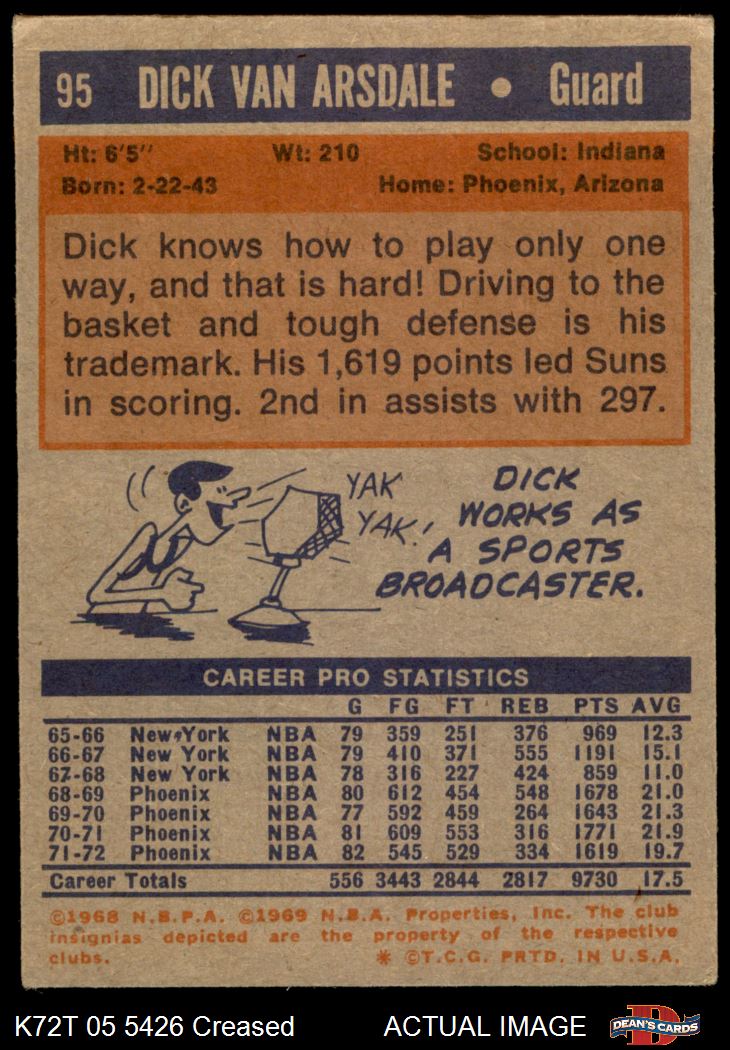 95 DICK VAN ARSDALE • Guard
Ht: 6'5'' Wt: 210 School: Indiana
Born: 2-22-43 Home: Phoenix, Arizona
Dick knows how to play only one
way, and that is hard! Driving to the
basket and tough defense is his
trademark. His 1,619 points led Suns
in scoring. 2nd in assists with 297.
YAK
YAK!
DICK
WORKS AS
A SPORTS
BROADCASTER.
CAREER PRO STATISTICS
G FG FT REB PTS AVG
65-66 New York NBA 79 359 251 376 969 12.3
66-67 New York NBA 79 410 371 555 1191 15.1
67-68 New York NBA 78 316 227 424 859 11.0
68-69 Phoenix NBA 80 612 454 548 1678 21.0
69-70 Phoenix NBA 77 592 459 264 1643 21.3
70-71 Phoenix NBA 81 609 553 316 1771 21.9
71-72 Phoenix NBA 82 545 529 334 1619 19.7
Career Totals 556 3443 2844 2817 9730 17.5
©1968 N.B.P.A. ©1969 N.B.A. Properties, Inc. The club
insignias depicted are the property of the respective
clubs. * ©T.C.G. PRTD. IN U.S.A.
K72T 05 5426 Creased ACTUAL IMAGE DEAN'S CARDS